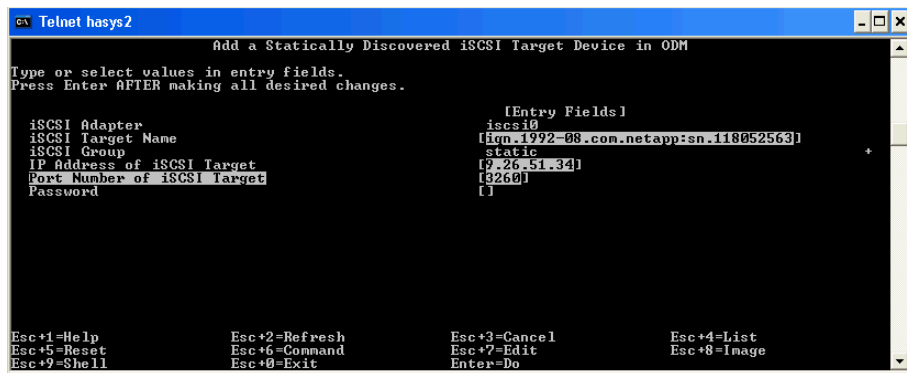 Telnet hasys2
Add a Statically Discovered iSCSI Target Device in ODM
Type or select values in entry fields.
Press Enter AFTER making all desired changes.
[Entry Fields]
iSCSI Adapter iscsi0
iSCSI Target Name [iqn.1992-08.com.netapp:sn.118052563]
iSCSI Group static +
IP Address of iSCSI Target [9.26.51.34]
Port Number of iSCSI Target [3260]
Password []
Esc+1=Help Esc+2=Refresh Esc+3=Cancel Esc+4=List
Esc+5=Reset Esc+6=Command Esc+7=Edit Esc+8=Image
Esc+9=Shell Esc+0=Exit Enter=Do